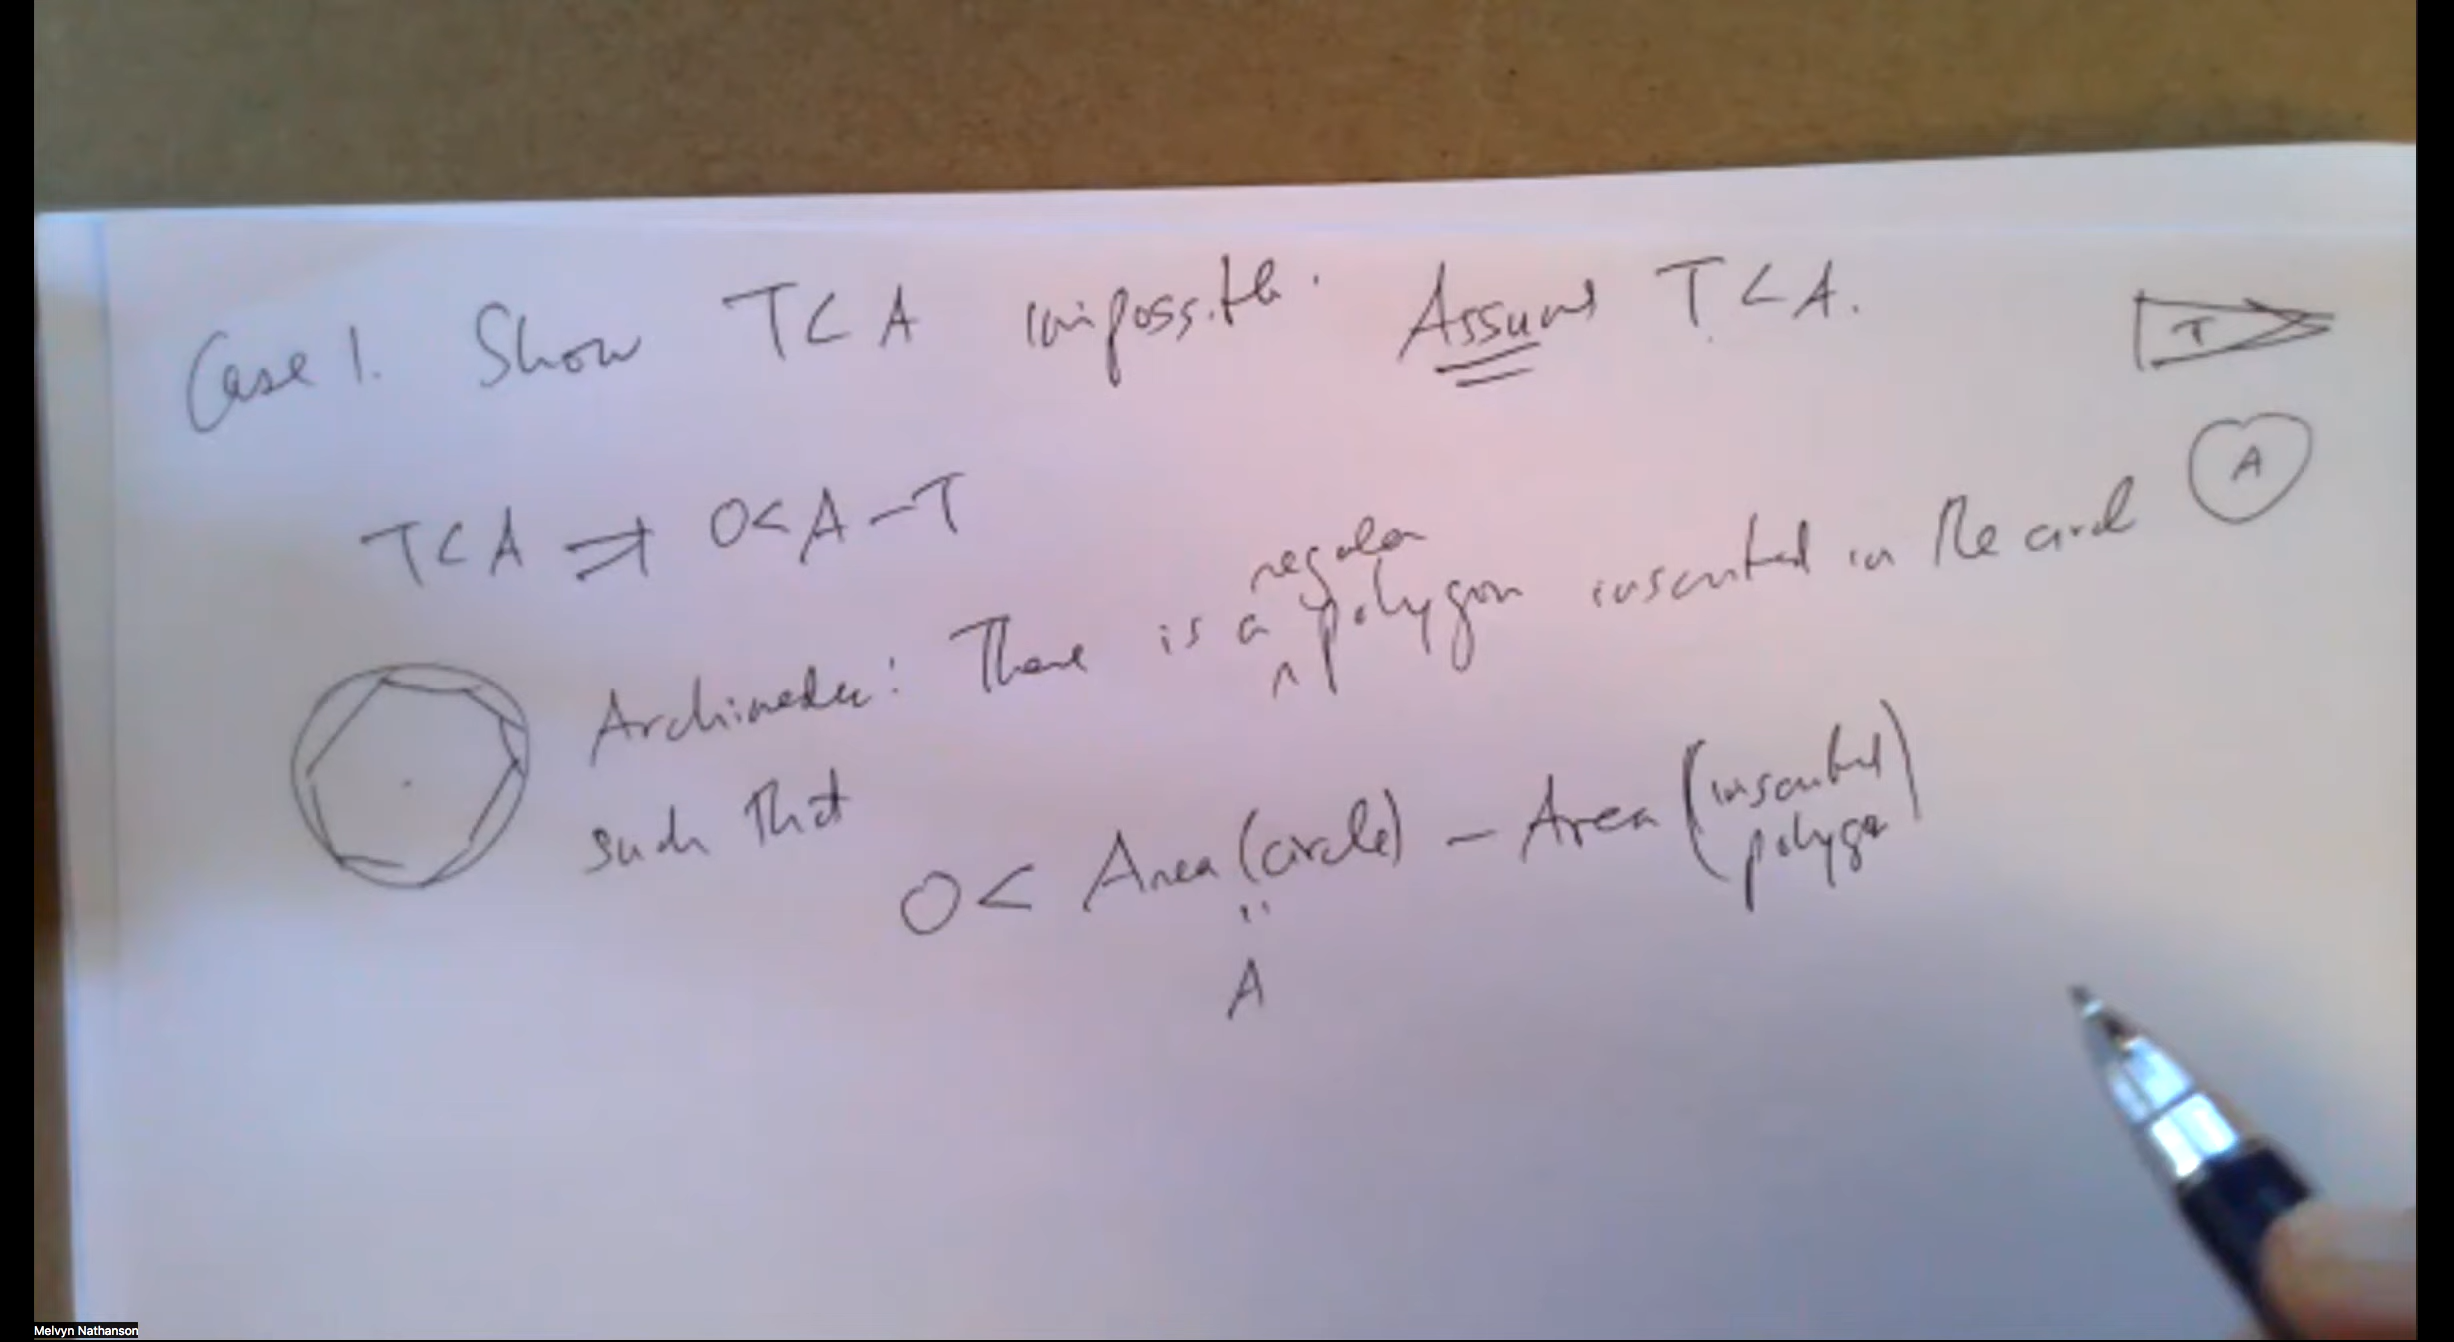 Case 1. Show T < A impossible. Assume T < A.
T
A
T < A ⇒ 0 < A - T
regular
Archimedes: There is a ^ polygon inscribed in the circle
such that
0 < Area (circle) - Area (inscribed polygon)
"
A
Melvyn Nathanson